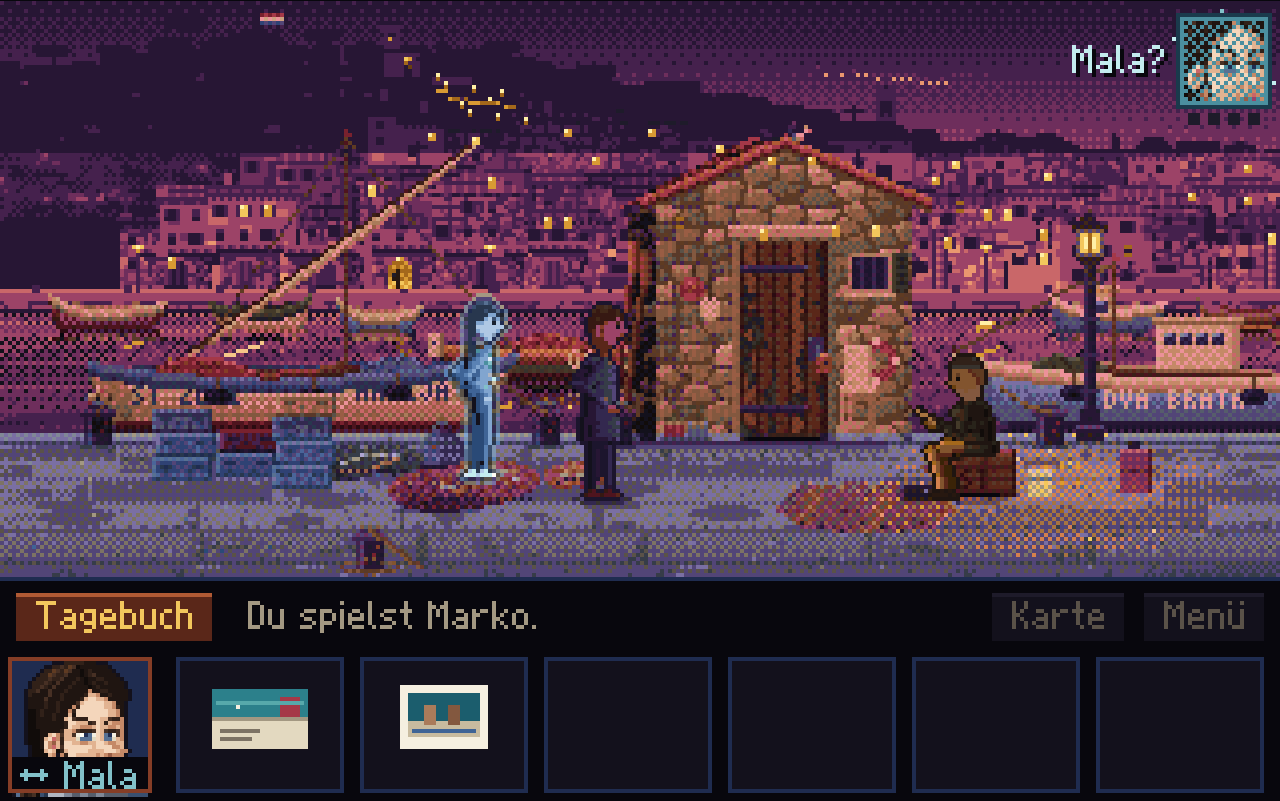 Mala?
DVA BRATA
Tagebuch
Du spielst Marko.
Karte
Menü
↔ Mala